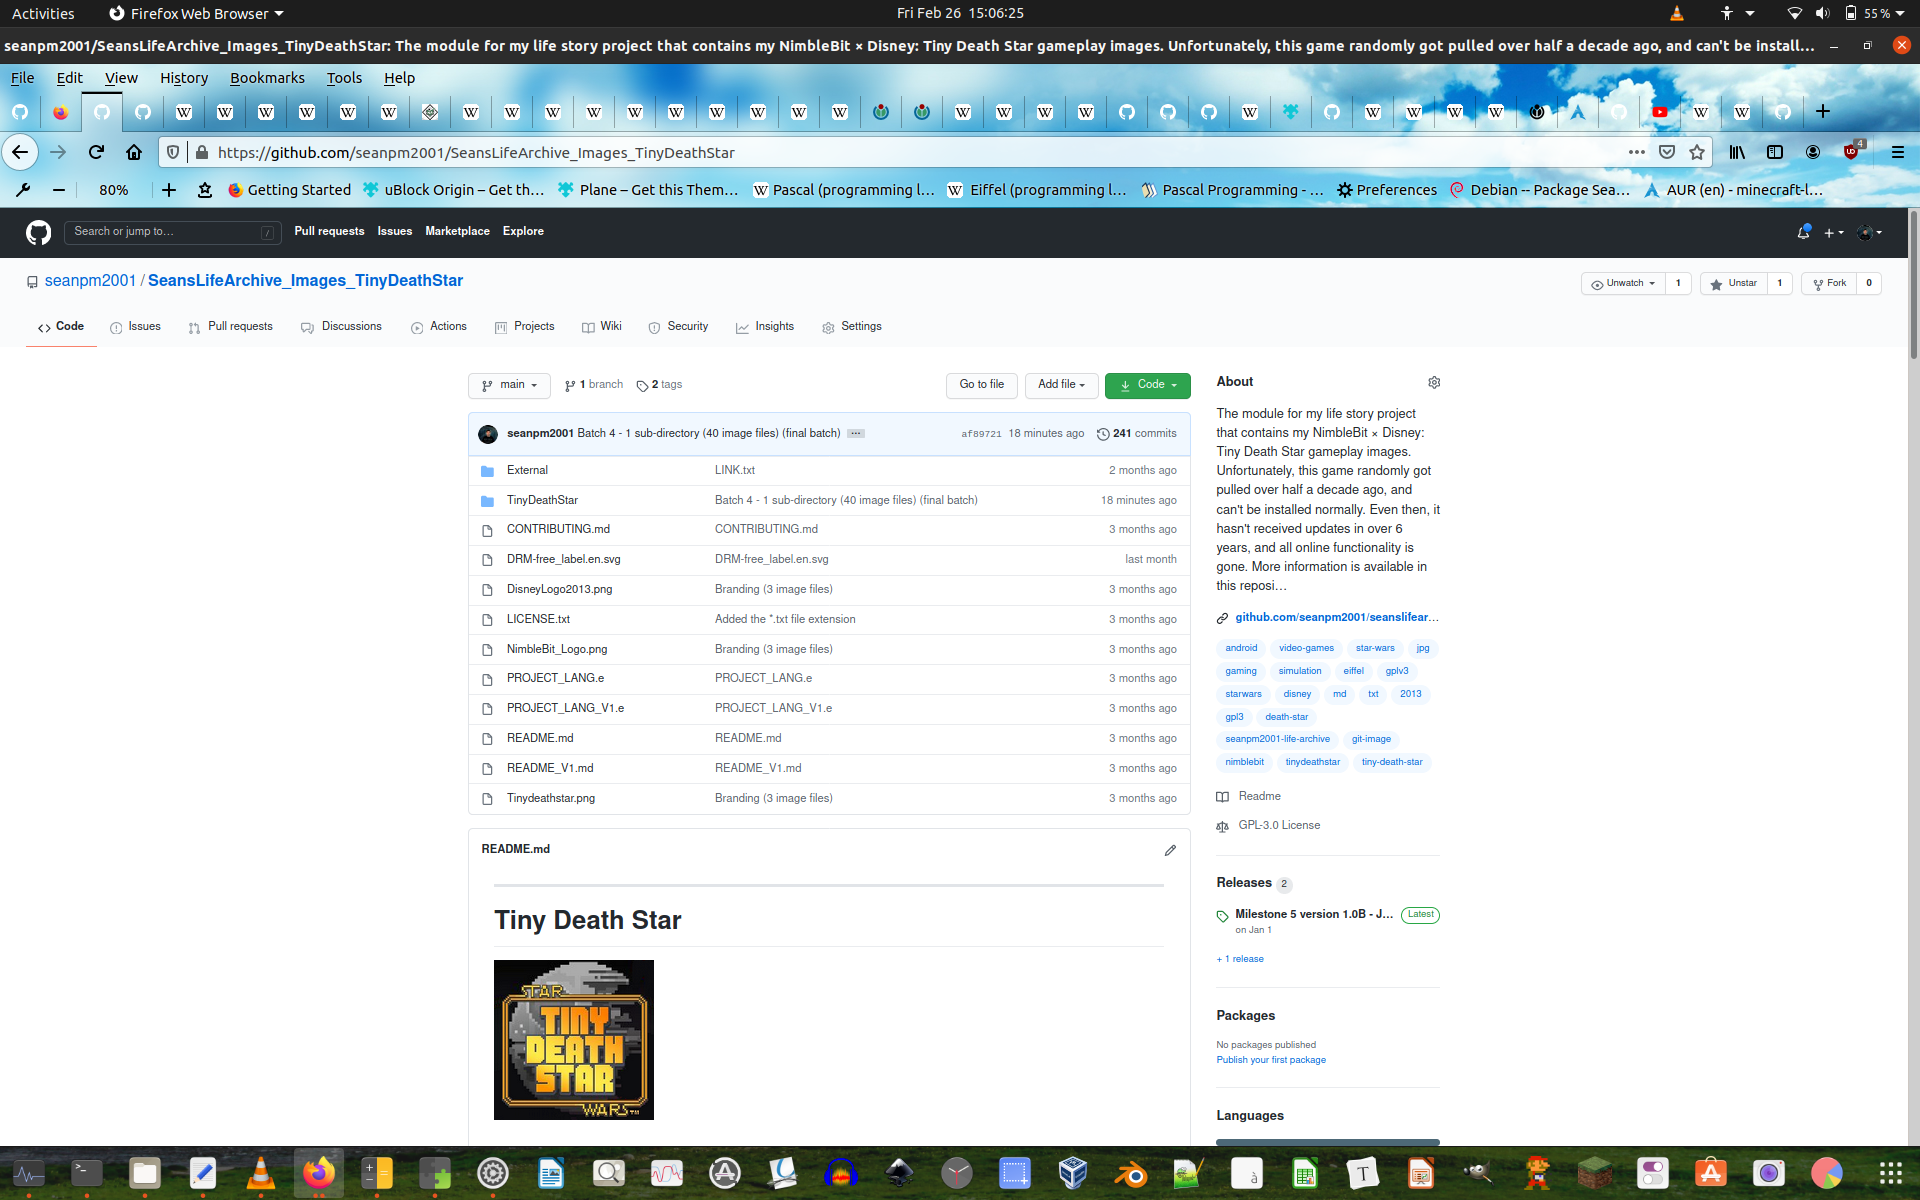 Activities
Firefox Web Browser
Fri Feb 26  15:06:25
55 %
seanpm2001/SeansLifeArchive_Images_TinyDeathStar: The module for my life story project that contains my NimbleBit × Disney: Tiny Death Star gameplay images. Unfortunately, this game randomly got pulled over half a decade ago, and can't be install…
File Edit View History Bookmarks Tools Help
https://github.com/seanpm2001/SeansLifeArchive_Images_TinyDeathStar
4
80%
Getting Started
uBlock Origin – Get th…
Plane – Get this Them…
Pascal (programming l…
Eiffel (programming l…
Pascal Programming - …
Preferences
Debian -- Package Sea…
AUR (en) - minecraft-l…
Search or jump to…
/
Pull requests Issues Marketplace Explore
seanpm2001 / SeansLifeArchive_Images_TinyDeathStar
Unwatch 1
Unstar 1
Fork 0
Code Issues Pull requests Discussions Actions Projects Wiki Security Insights Settings
main
1 branch
2 tags
Go to file
Add file
Code
seanpm2001 Batch 4 - 1 sub-directory (40 image files) (final batch) ...
af89721 18 minutes ago
241 commits
External LINK.txt 2 months ago
TinyDeathStar Batch 4 - 1 sub-directory (40 image files) (final batch) 18 minutes ago
CONTRIBUTING.md CONTRIBUTING.md 3 months ago
DRM-free_label.en.svg DRM-free_label.en.svg last month
DisneyLogo2013.png Branding (3 image files) 3 months ago
LICENSE.txt Added the *.txt file extension 3 months ago
NimbleBit_Logo.png Branding (3 image files) 3 months ago
PROJECT_LANG.e PROJECT_LANG.e 3 months ago
PROJECT_LANG_V1.e PROJECT_LANG_V1.e 3 months ago
README.md README.md 3 months ago
README_V1.md README_V1.md 3 months ago
Tinydeathstar.png Branding (3 image files) 3 months ago
README.md
Tiny Death Star
STAR
TINY
DEATH
STAR
WARS™
About
The module for my life story project
that contains my NimbleBit × Disney:
Tiny Death Star gameplay images.
Unfortunately, this game randomly got
pulled over half a decade ago, and
can't be installed normally. Even then, it
hasn't received updates in over 6
years, and all online functionality is
gone. More information is available in
this reposi…
github.com/seanpm2001/seanslifear…
android video-games star-wars jpg
gaming simulation eiffel gplv3
starwars disney md txt 2013
gpl3 death-star
seanpm2001-life-archive git-image
nimblebit tinydeathstar tiny-death-star
Readme
GPL-3.0 License
Releases 2
Milestone 5 version 1.0B - J… Latest
on Jan 1
+ 1 release
Packages
No packages published
Publish your first package
Languages